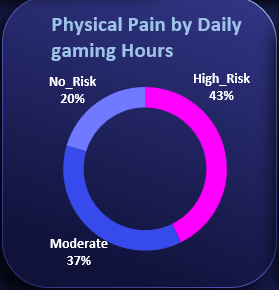 Physical Pain by Daily
gaming Hours
No_Risk
20%
High_Risk
43%
Moderate
37%